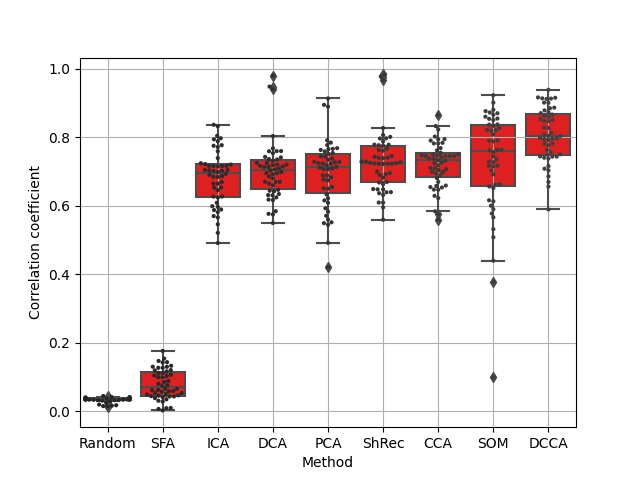 1.0
0.8
0.6
0.4
0.2
0.0
Correlation coefficient
Random SFA ICA DCA PCA ShRec CCA SOM DCCA
Method